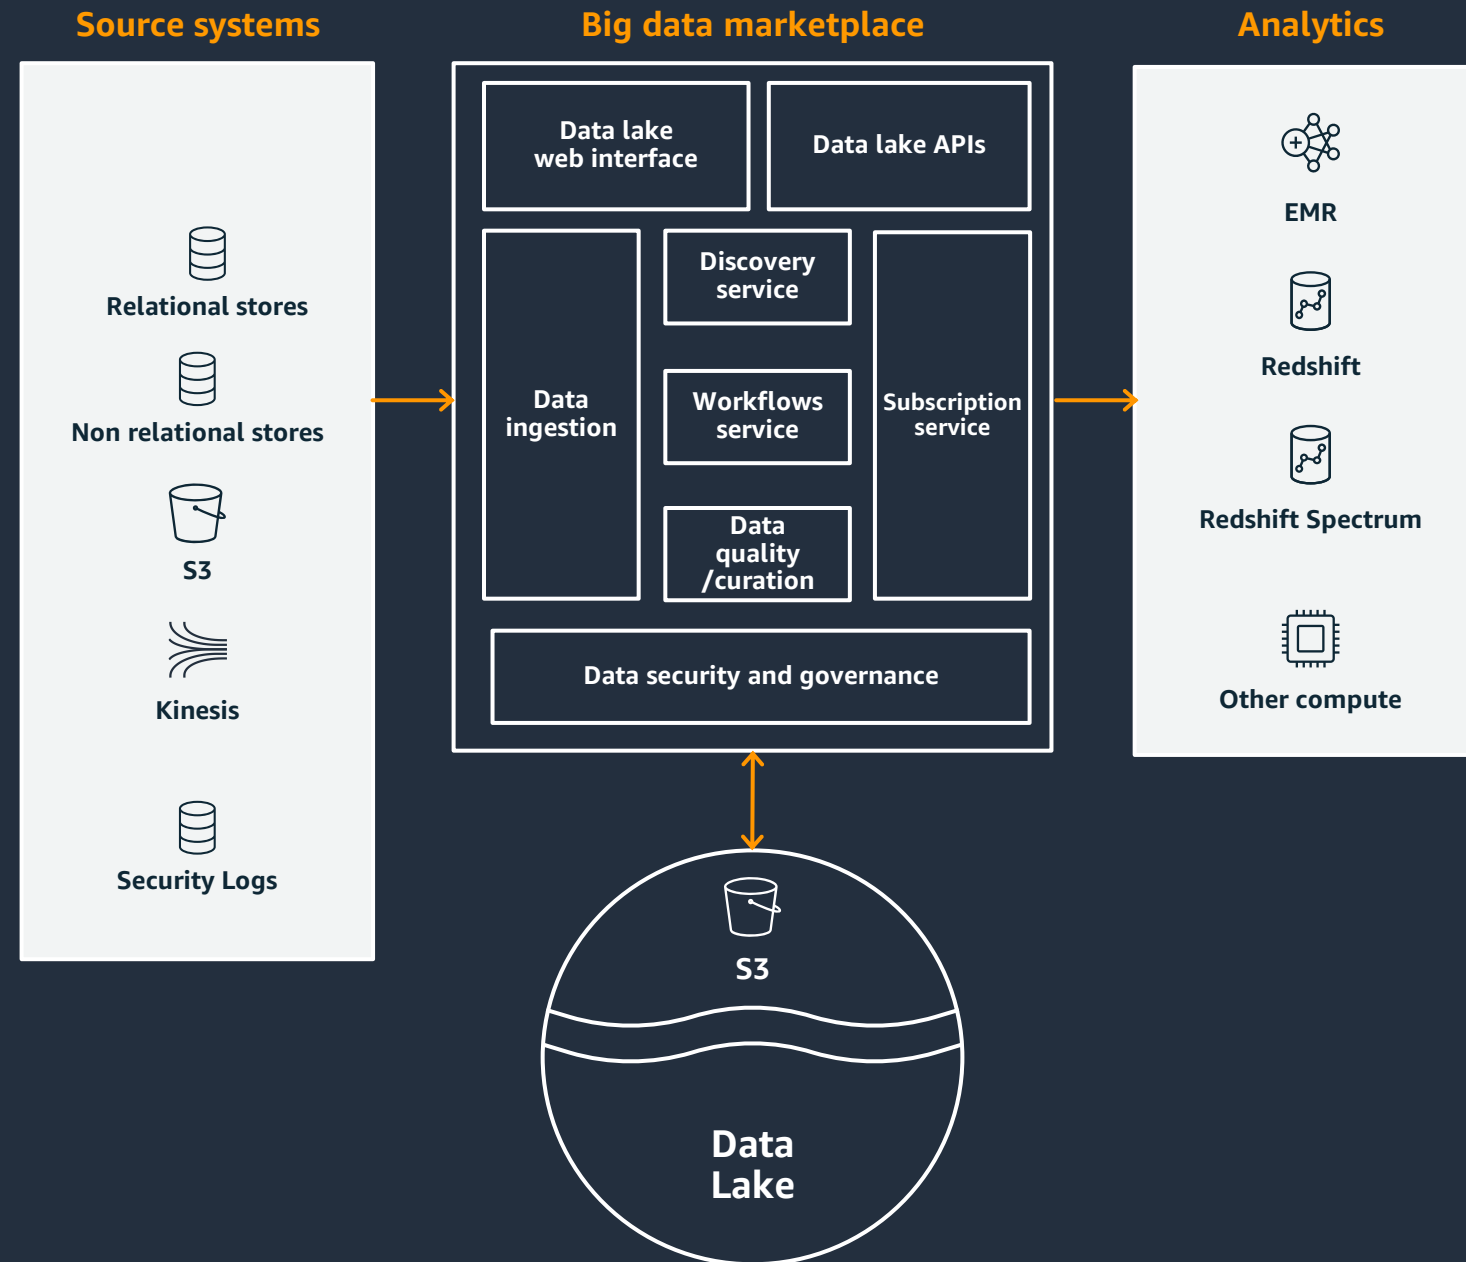 Source systems
Big data marketplace
Analytics
Relational stores
Non relational stores
S3
Kinesis
Security Logs
Data lake
web interface
Data lake APIs
Data
ingestion
Discovery
service
Workflows
service
Data
quality
/curation
Subscription
service
Data security and governance
EMR
Redshift
Redshift Spectrum
Other compute
S3
Data
Lake